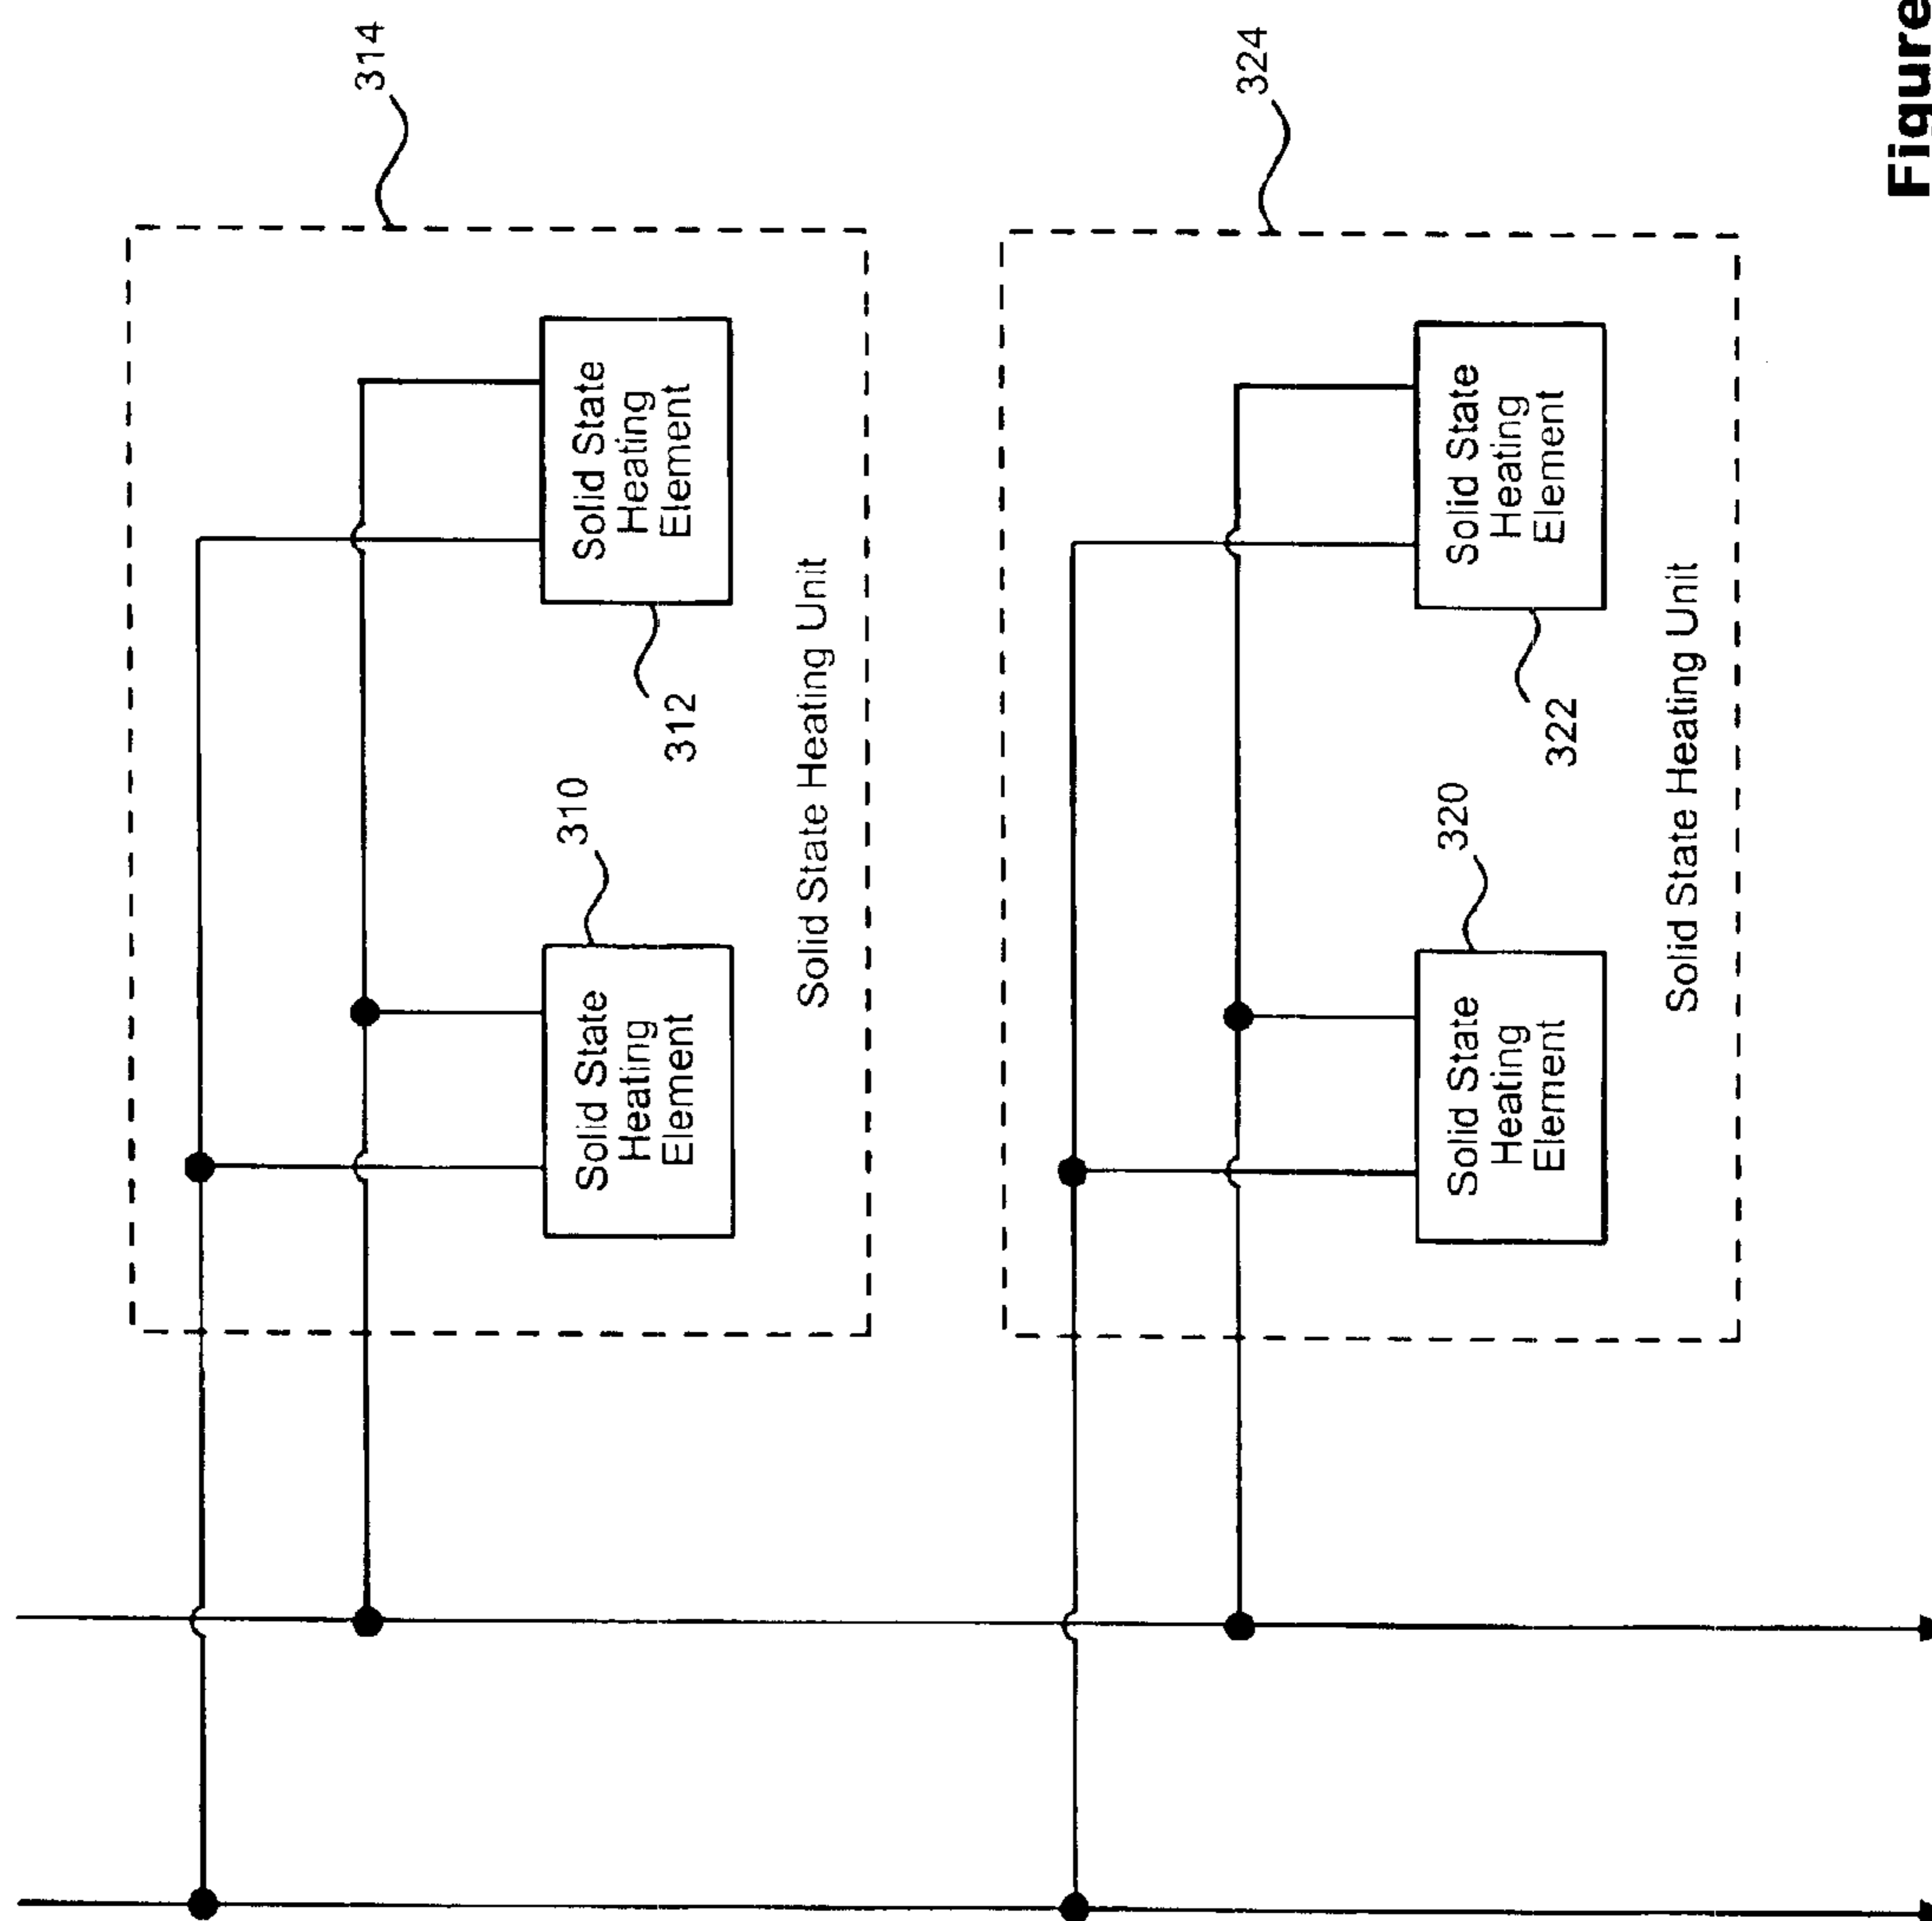 314
Solid State
Heating
Element
310
Solid State
Heating
Element
312
Solid State Heating Unit
324
Solid State
Heating
Element
320
Solid State
Heating
Element
322
Solid State Heating Unit
Figure